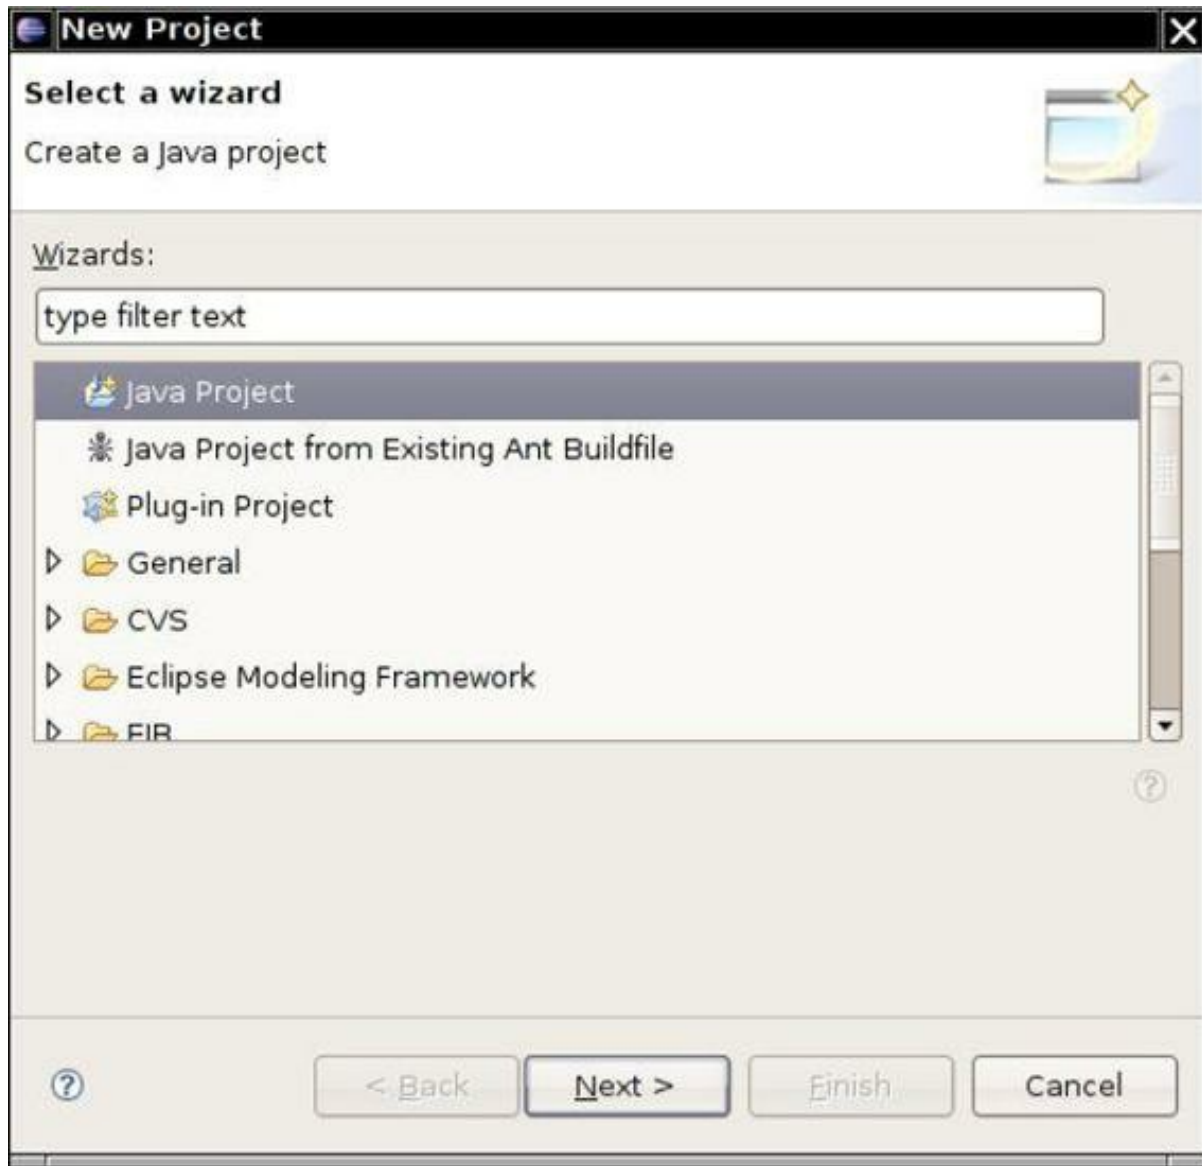 New Project
Select a wizard
Create a Java project
Wizards:
type filter text
Java Project
Java Project from Existing Ant Buildfile
Plug-in Project
General
CVS
Eclipse Modeling Framework
EJB
< Back Next > Finish Cancel